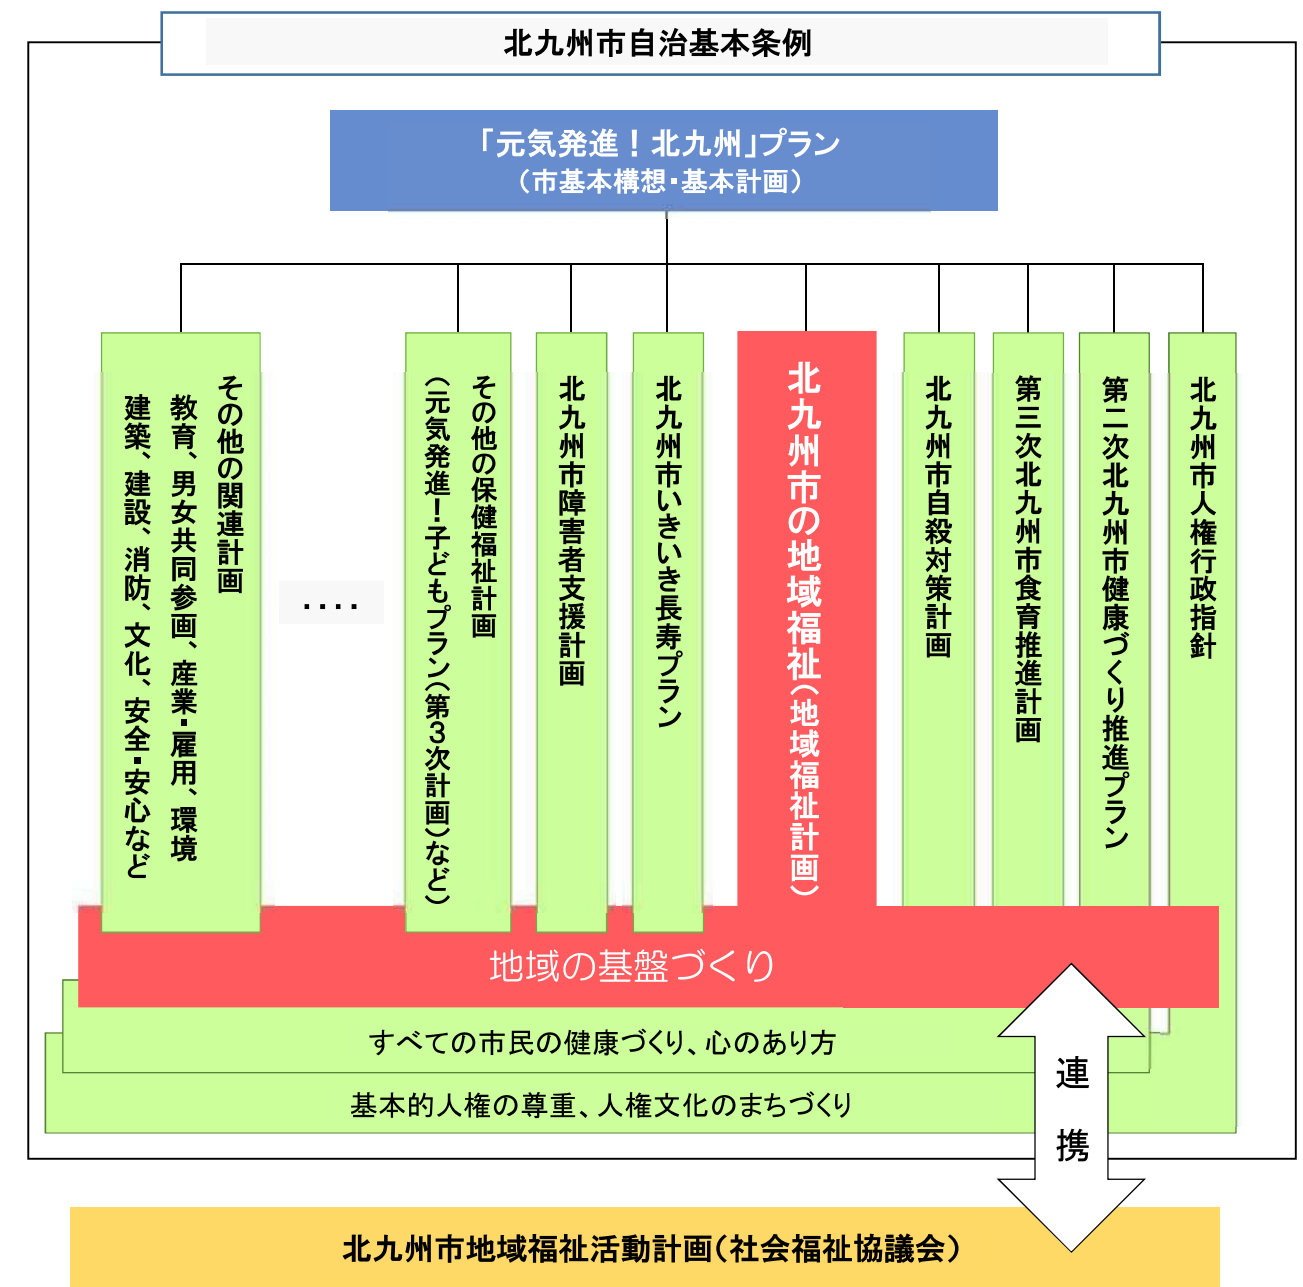 北九州市自治基本条例
「元気発進！北九州」プラン
（市基本構想・基本計画）
北九州市人権行政指針
第二次北九州市健康づくり推進プラン
第三次北九州市食育推進計画
北九州市自殺対策計画
北九州市の地域福祉（地域福祉計画）
北九州市いきいき長寿プラン
北九州市障害者支援計画
その他の保健福祉計画
（元気発進！子どもプラン（第３次計画）など）
・・・・
その他の関連計画
教育、男女共同参画、産業・雇用、環境
建築、建設、消防、文化、安全・安心など
地域の基盤づくり
すべての市民の健康づくり、心のあり方
基本的人権の尊重、人権文化のまちづくり
連携
北九州市地域福祉活動計画（社会福祉協議会）